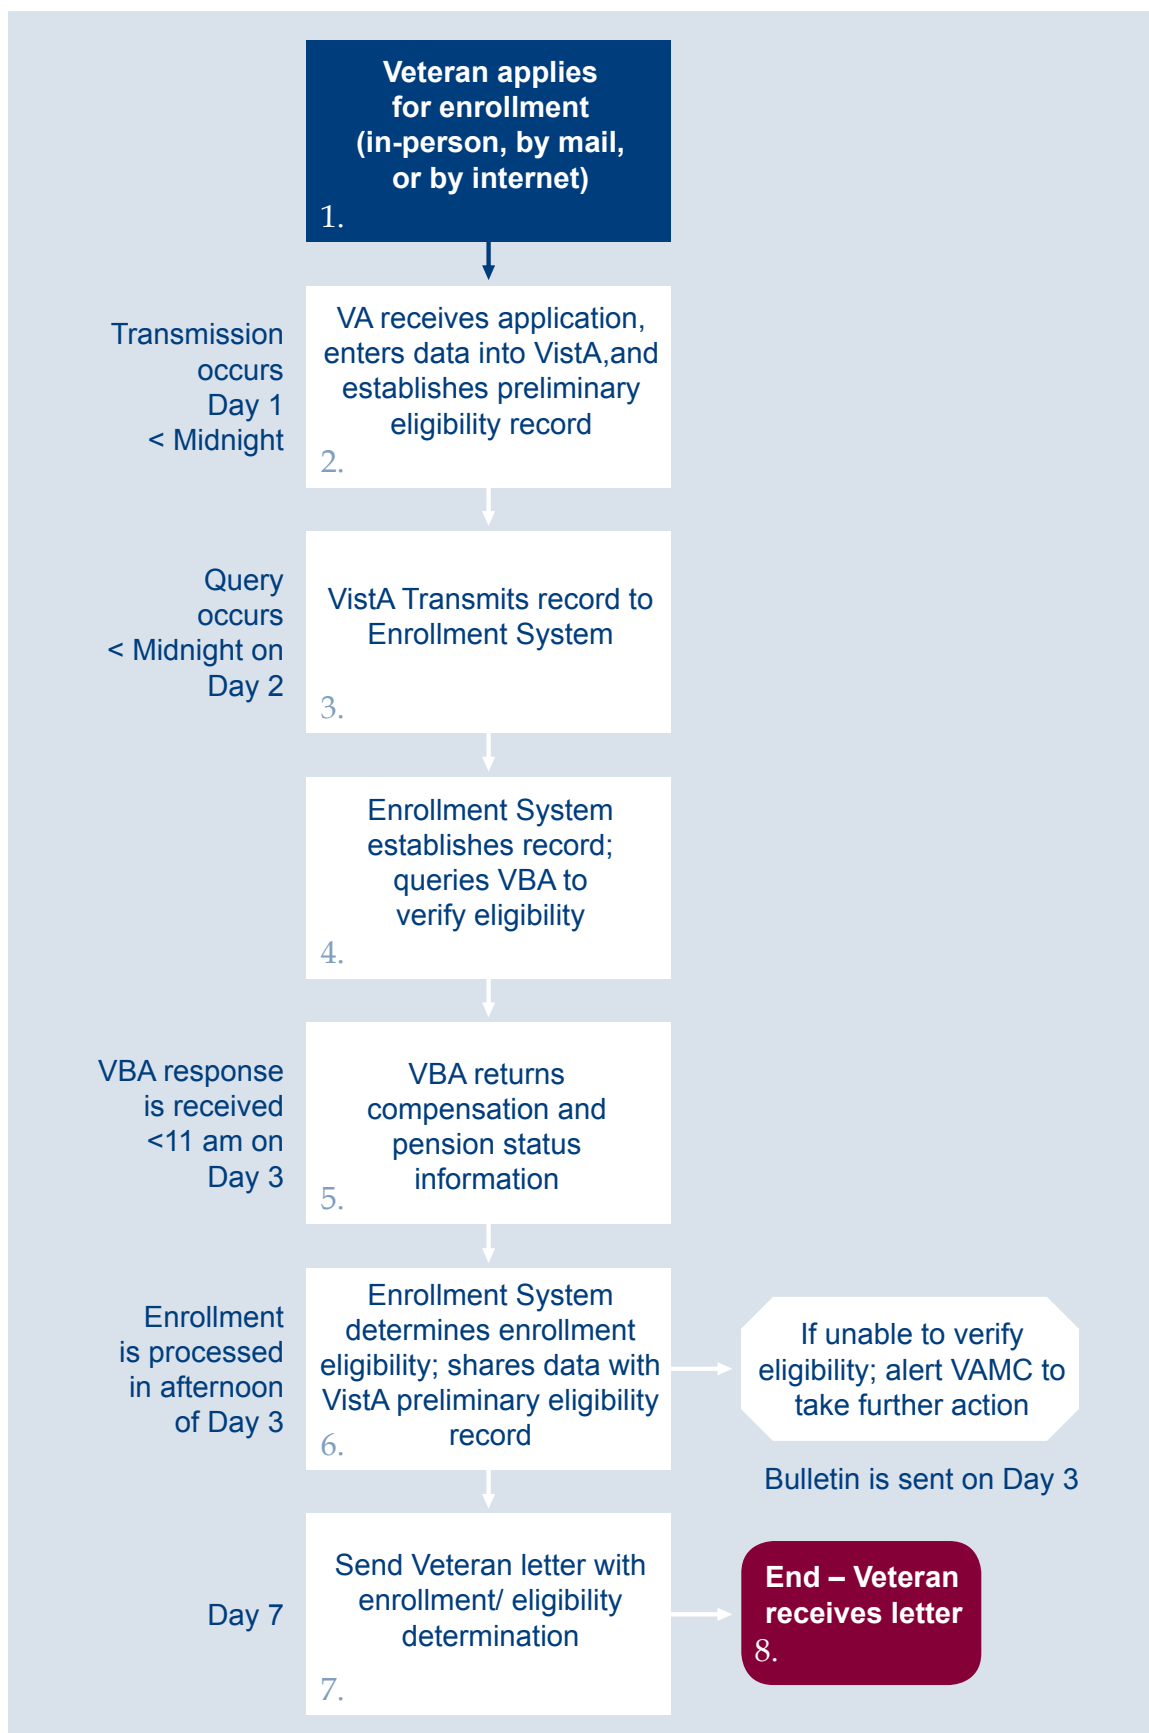 Veteran applies
for enrollment
(in-person, by mail,
or by internet)
1.
Transmission
occurs
Day 1
< Midnight
VA receives application,
enters data into VistA,and
establishes preliminary
eligibility record
2.
Query
occurs
< Midnight on
Day 2
VistA Transmits record to
Enrollment System
3.
Enrollment System
establishes record;
queries VBA to
verify eligibility
4.
VBA response
is received
<11 am on
Day 3
VBA returns
compensation and
pension status
information
5.
Enrollment
is processed
in afternoon
of Day 3
Enrollment System
determines enrollment
eligibility; shares data with
VistA preliminary eligibility
record
6.
If unable to verify
eligibility; alert VAMC to
take further action
Bulletin is sent on Day 3
Day 7
Send Veteran letter with
enrollment/ eligibility
determination
7.
End – Veteran
receives letter
8.